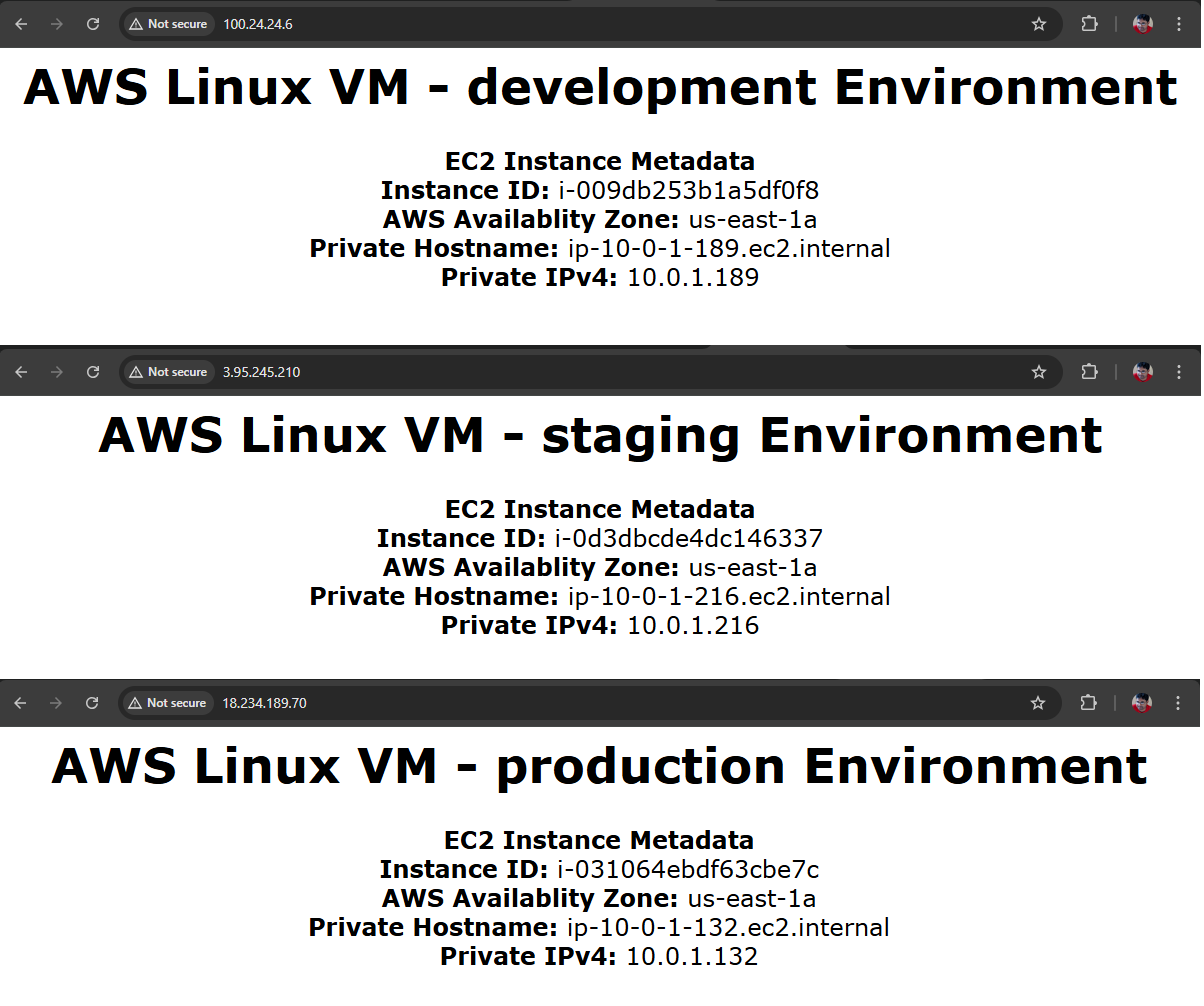 Not secure 100.24.24.6
AWS Linux VM - development Environment
EC2 Instance Metadata
Instance ID: i-009db253b1a5df0f8
AWS Availablity Zone: us-east-1a
Private Hostname: ip-10-0-1-189.ec2.internal
Private IPv4: 10.0.1.189
Not secure 3.95.245.210
AWS Linux VM - staging Environment
EC2 Instance Metadata
Instance ID: i-0d3dbcde4dc146337
AWS Availablity Zone: us-east-1a
Private Hostname: ip-10-0-1-216.ec2.internal
Private IPv4: 10.0.1.216
Not secure 18.234.189.70
AWS Linux VM - production Environment
EC2 Instance Metadata
Instance ID: i-031064ebdf63cbe7c
AWS Availablity Zone: us-east-1a
Private Hostname: ip-10-0-1-132.ec2.internal
Private IPv4: 10.0.1.132